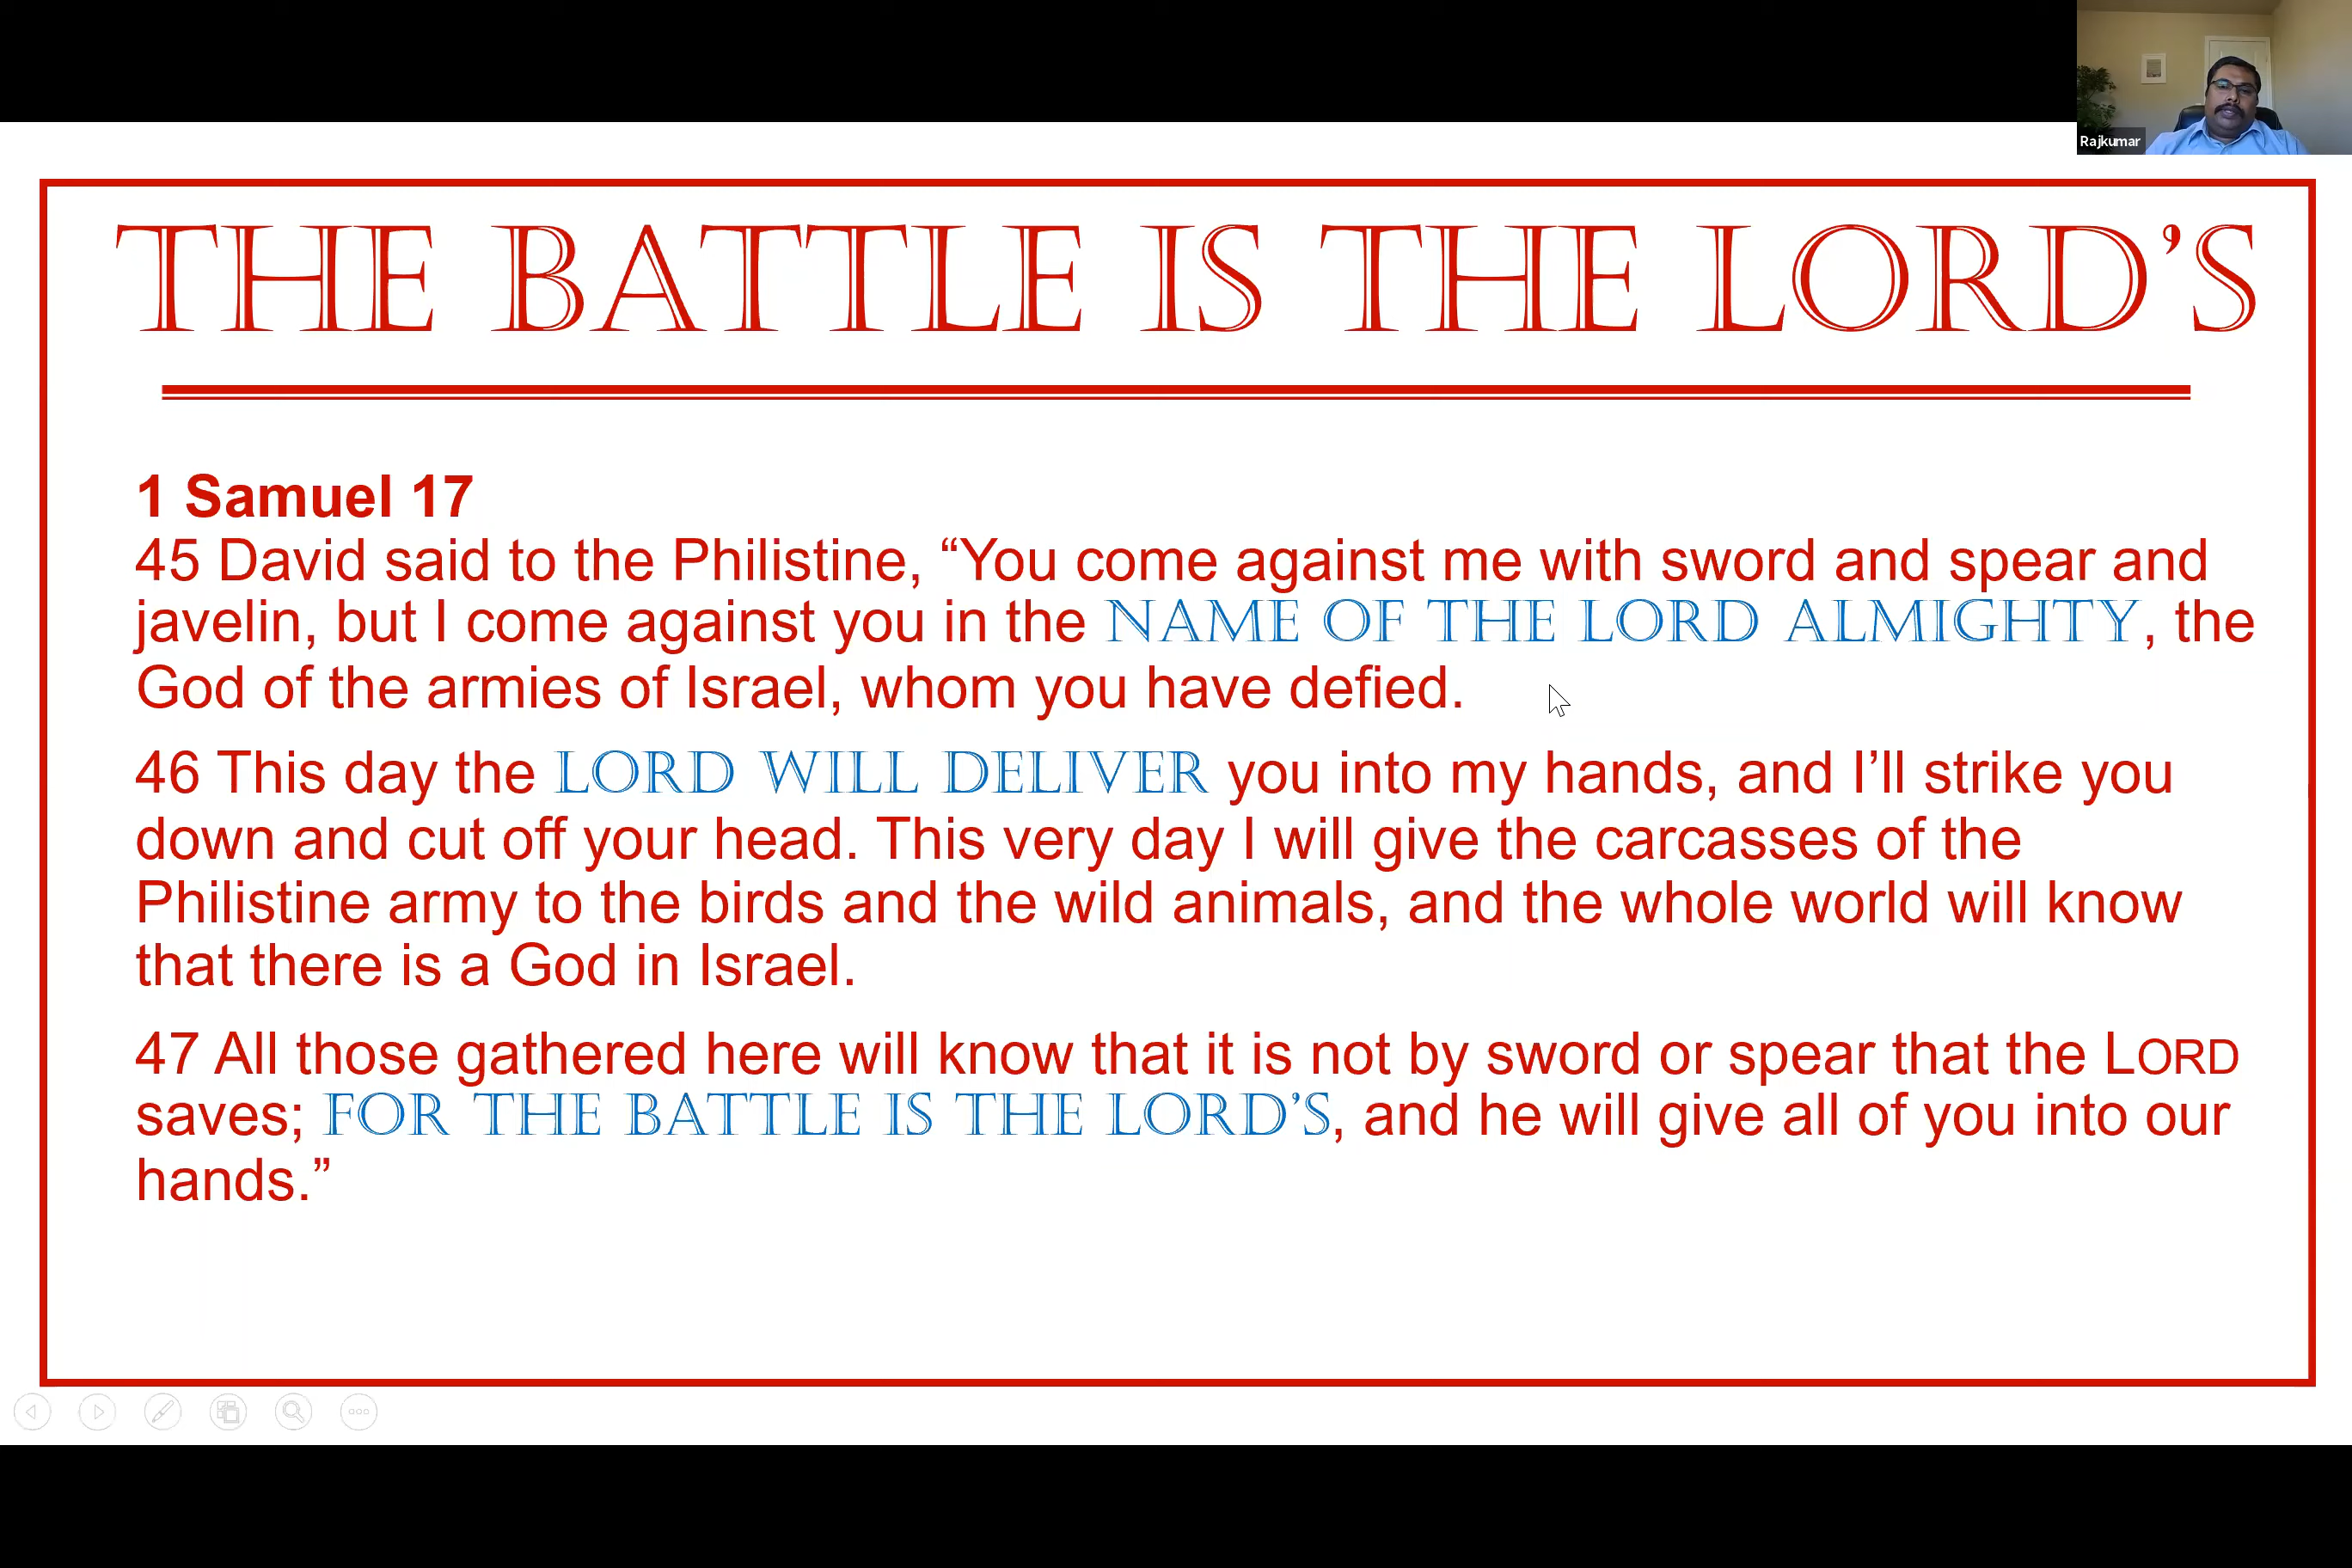 Rajkumar
THE BATTLE IS THE LORD’S
1 Samuel 17
45 David said to the Philistine, “You come against me with sword and spear and
javelin, but I come against you in the NAME OF THE LORD ALMIGHTY, the
God of the armies of Israel, whom you have defied.
46 This day the LORD WILL DELIVER you into my hands, and I’ll strike you
down and cut off your head. This very day I will give the carcasses of the
Philistine army to the birds and the wild animals, and the whole world will know
that there is a God in Israel.
47 All those gathered here will know that it is not by sword or spear that the LORD
saves; FOR THE BATTLE IS THE LORD’S, and he will give all of you into our
hands.”